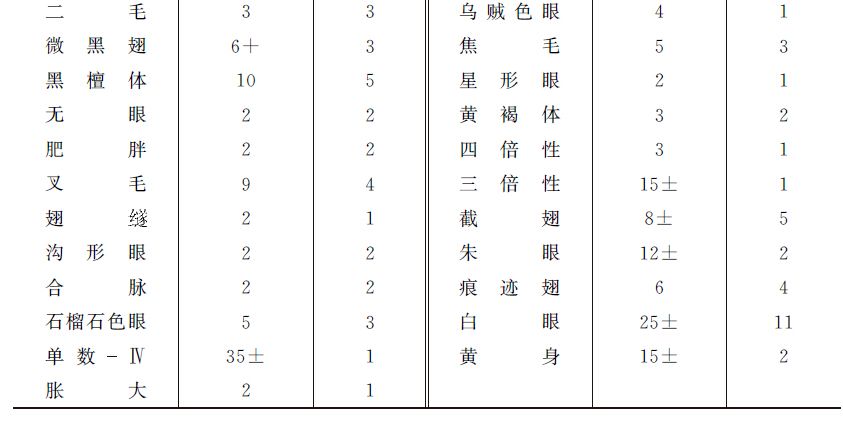 二毛 3 3 乌贼色眼 4 1
微黑翅 6+ 3 焦毛 5 3
黑檀体 10 5 星形眼 2 1
无眼 2 2 黄褐体 3 2
肥胖 2 2 四倍性 3 1
叉毛 9 4 三倍性 15± 1
翅繸 2 1 截翅 8± 5
沟形眼 2 2 朱眼 12± 2
合脉 2 2 痕迹翅 6 4
石榴石色眼 5 3 白眼 25± 11
单数-Ⅳ 35± 1 黄身 15± 2
胀大 2 1